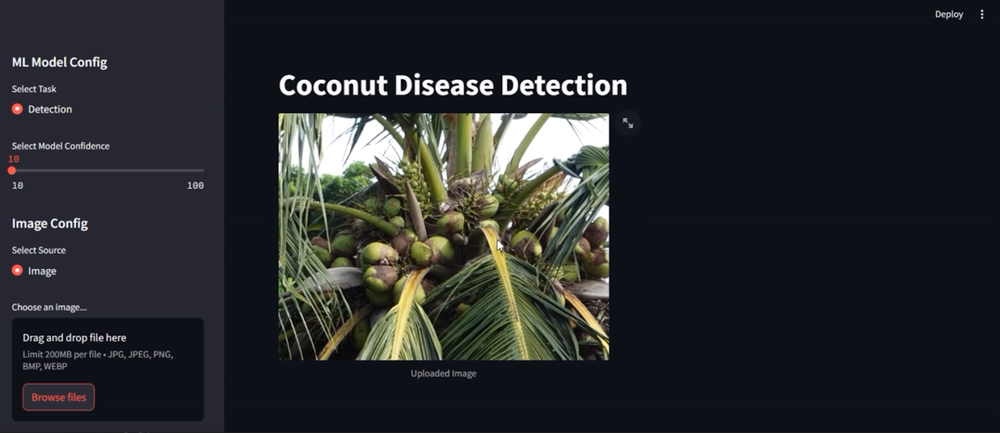 Deploy
ML Model Config
Select Task
Detection
Select Model Confidence
10
10 100
Image Config
Select Source
Image
Choose an image...
Drag and drop file here
Limit 200MB per file • JPG, JPEG, PNG,
BMP, WEBP
Browse files
Coconut Disease Detection
Uploaded Image